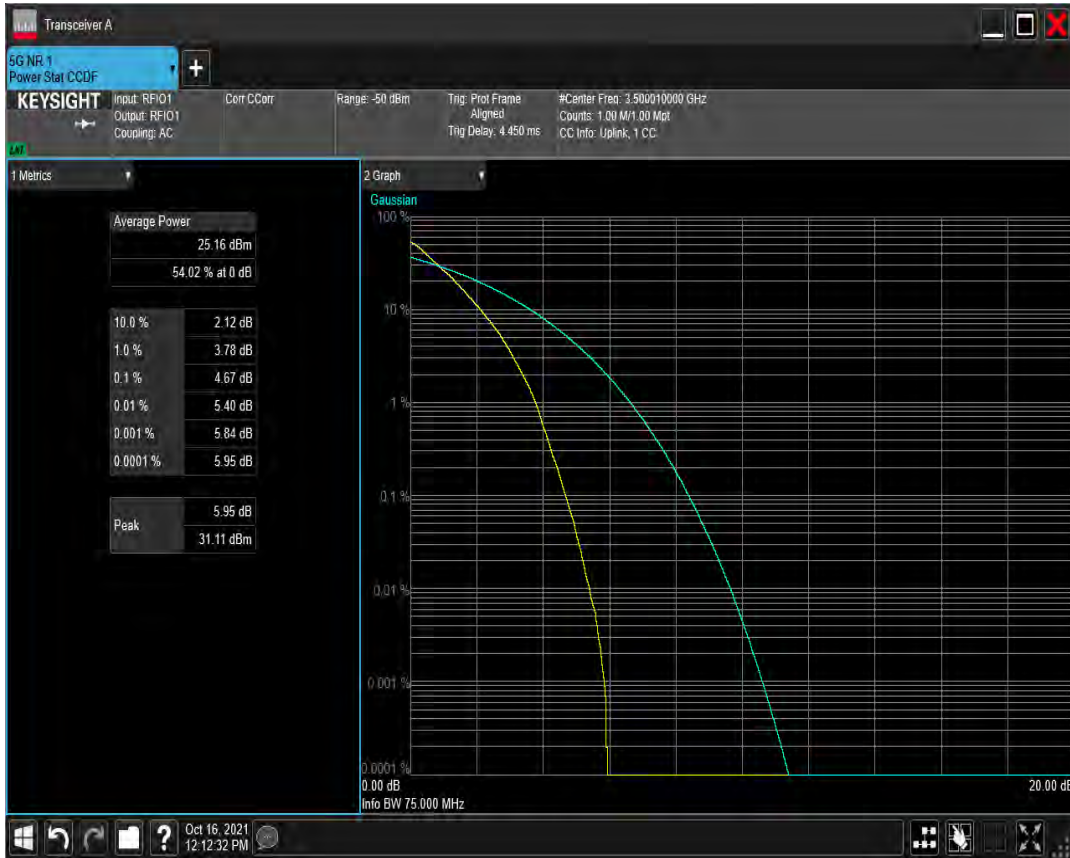 Transceiver A
5G NR 1
Power Stat CCDF
+
KEYSIGHT
Input: RFIO1
Output: RFIO1
Coupling: AC
Corr CCorr
Range: -50 dBm
Trig: Prot Frame
Aligned
Trig Delay: 4.450 ms
#Center Freq: 3.500010000 GHz
Counts: 1.00 M/1.00 Mpt
CC Info: Uplink, 1 CC
1 Metrics
Average Power
25.16 dBm
54.02 % at 0 dB
10.0 % 2.12 dB
1.0 % 3.78 dB
0.1 % 4.67 dB
0.01 % 5.40 dB
0.001 % 5.84 dB
0.0001 % 5.95 dB
Peak 5.95 dB
31.11 dBm
2 Graph
Gaussian
100 %
10 %
1 %
0.1 %
0.01 %
0.001 %
0.0001 %
0.00 dB 20.00 dB
Info BW 75.000 MHz
? Oct 16, 2021
12:12:32 PM